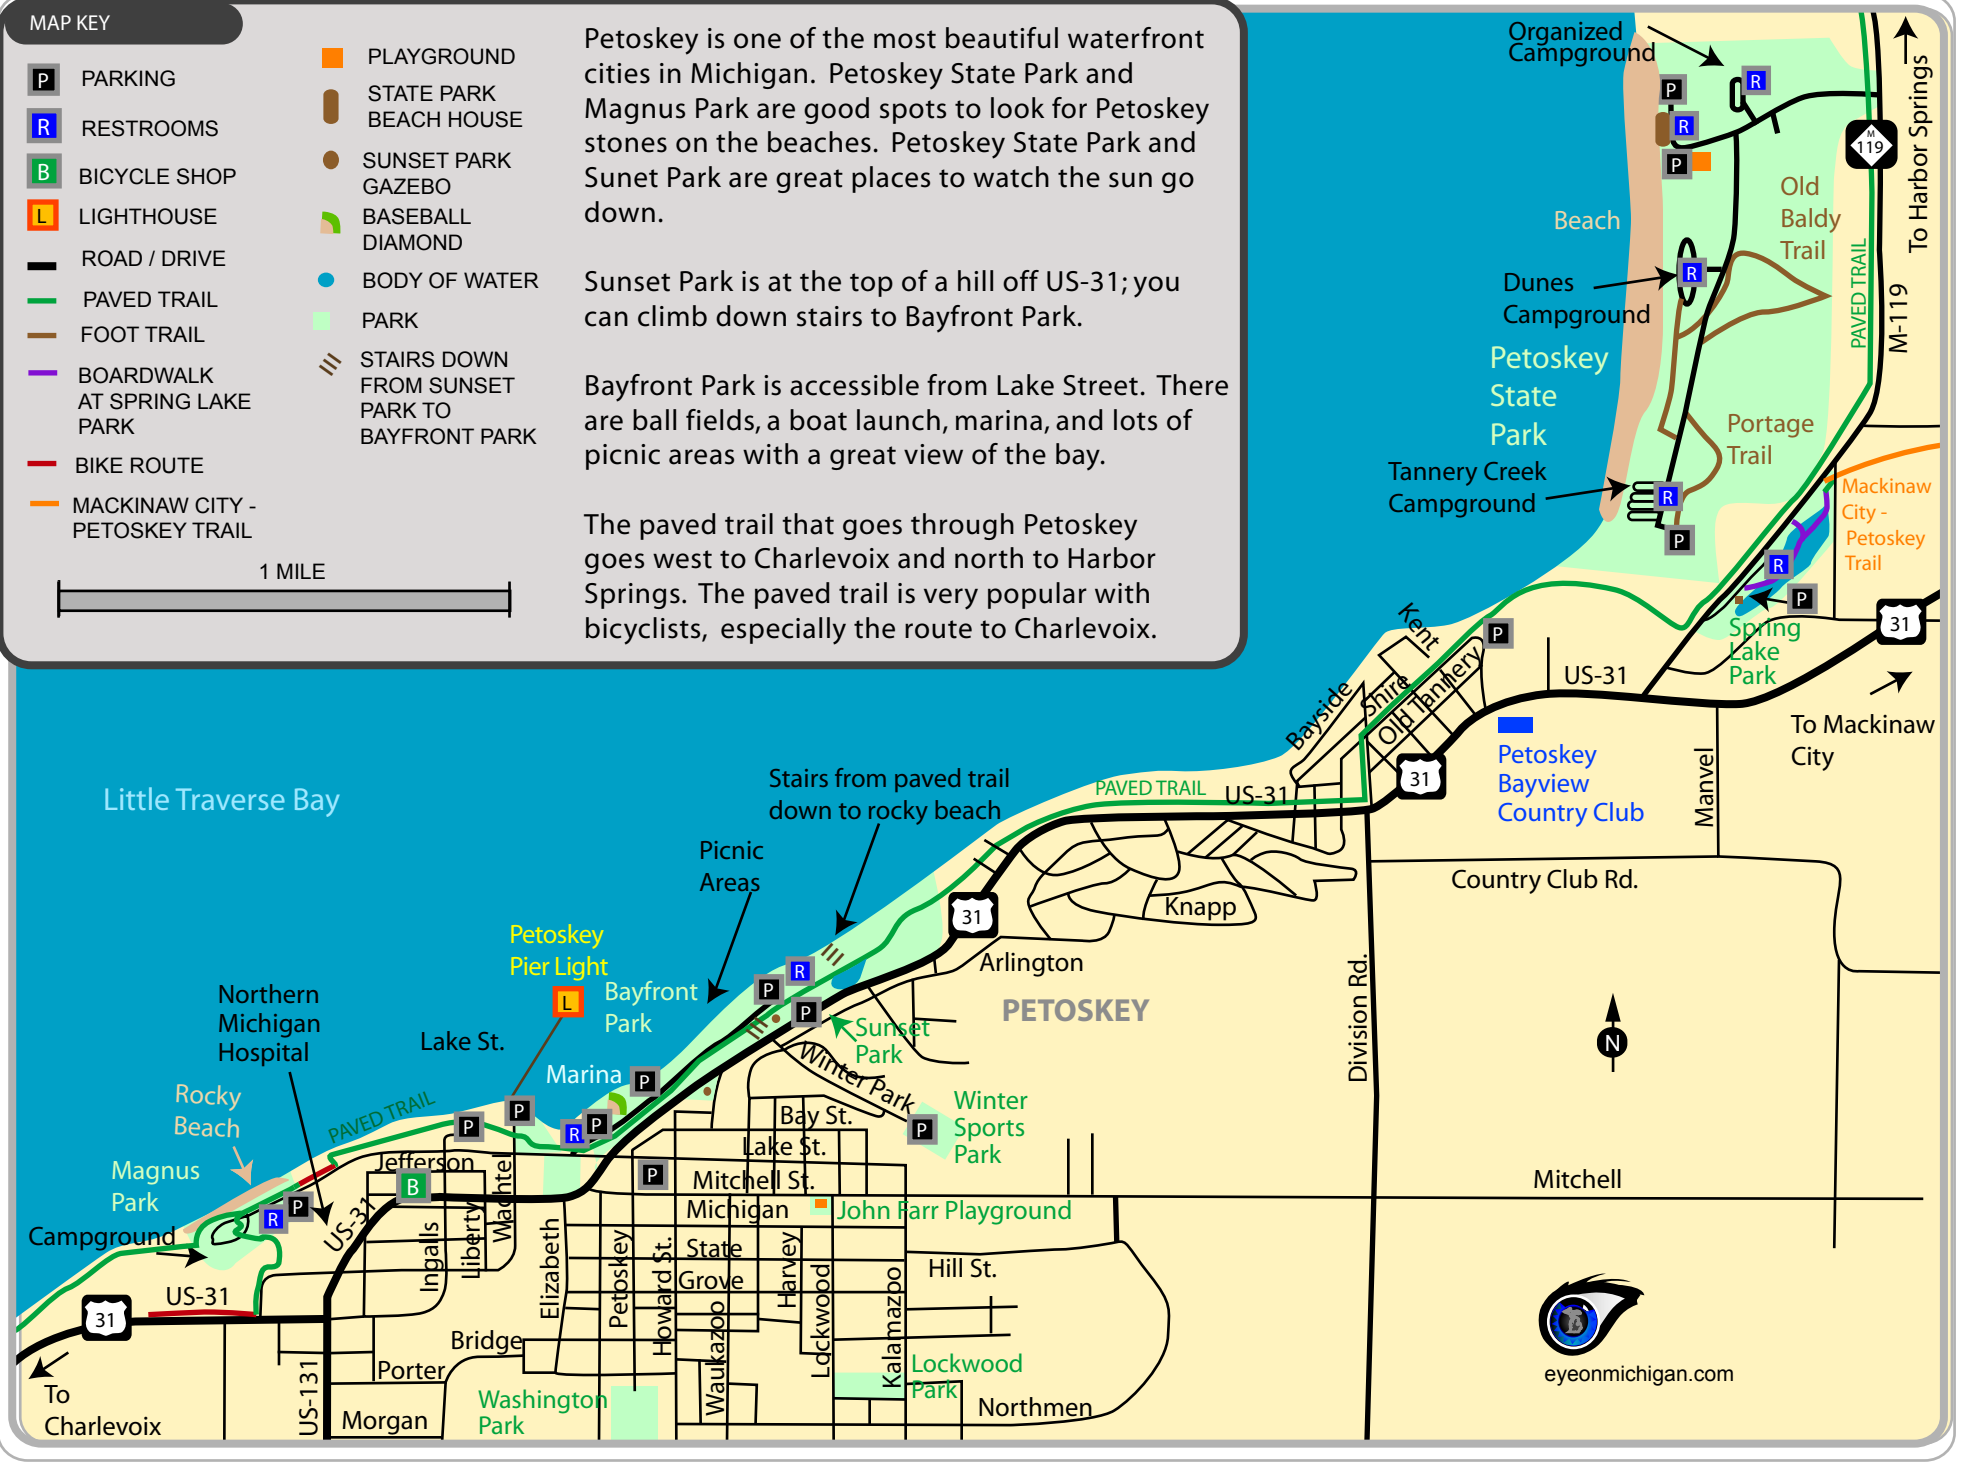 MAP KEY
P PARKING
R RESTROOMS
B BICYCLE SHOP
L LIGHTHOUSE
ROAD / DRIVE
PAVED TRAIL
FOOT TRAIL
BOARDWALK
AT SPRING LAKE
PARK
BIKE ROUTE
MACKINAW CITY -
PETOSKEY TRAIL
1 MILE
PLAYGROUND
STATE PARK
BEACH HOUSE
SUNSET PARK
GAZEBO
BASEBALL
DIAMOND
BODY OF WATER
PARK
STAIRS DOWN
FROM SUNSET
PARK TO
BAYFRONT PARK
Petoskey is one of the most beautiful waterfront
cities in Michigan. Petoskey State Park and
Magnus Park are good spots to look for Petoskey
stones on the beaches. Petoskey State Park and
Sunet Park are great places to watch the sun go
down.
Sunset Park is at the top of a hill off US-31; you
can climb down stairs to Bayfront Park.
Bayfront Park is accessible from Lake Street. There
are ball fields, a boat launch, marina, and lots of
picnic areas with a great view of the bay.
The paved trail that goes through Petoskey
goes west to Charlevoix and north to Harbor
Springs. The paved trail is very popular with
bicyclists, especially the route to Charlevoix.
Organized
Campground
P
R
R
P
M
119
To Harbor Springs
Old
Baldy
Trail
Beach
PAVED TRAIL
M-119
R
Dunes
Campground
Petoskey
State
Park
Portage
Trail
Tannery Creek
Campground
R
P
Mackinaw
City -
Petoskey
Trail
R
P
31
Spring
Lake
Park
Kent
P
Shire
Old Tannery
Bayside
US-31
To Mackinaw
City
31
Petoskey
Bayview
Country Club
Manvel
PAVED TRAIL
US-31
Little Traverse Bay
Stairs from paved trail
down to rocky beach
Picnic
Areas
Country Club Rd.
Knapp
31
Arlington
Petoskey
Pier Light
L
Bayfront
Park
R
P
P
Sunset
Park
PETOSKEY
Division Rd.
N
Northern
Michigan
Hospital
Lake St.
Marina
P
Winter Park
Rocky
Beach
PAVED TRAIL
P
P
R
P
Bay St.
P
Winter
Sports
Park
Lake St.
Jefferson
P
Mitchell St.
Mitchell
Magnus
Park
B
R
P
Michigan
John Farr Playground
Campground
US-31
Ingalls
Liberty
Wachtel
Elizabeth
Petoskey
Howard St.
State
Grove
Harvey
Lockwood
Kalamazoo
Hill St.
US-31
31
Bridge
Waukazoo
Porter
Lockwood
Park
To
Charlevoix
US-131
Morgan
Washington
Park
Northmen
eyeonmichigan.com